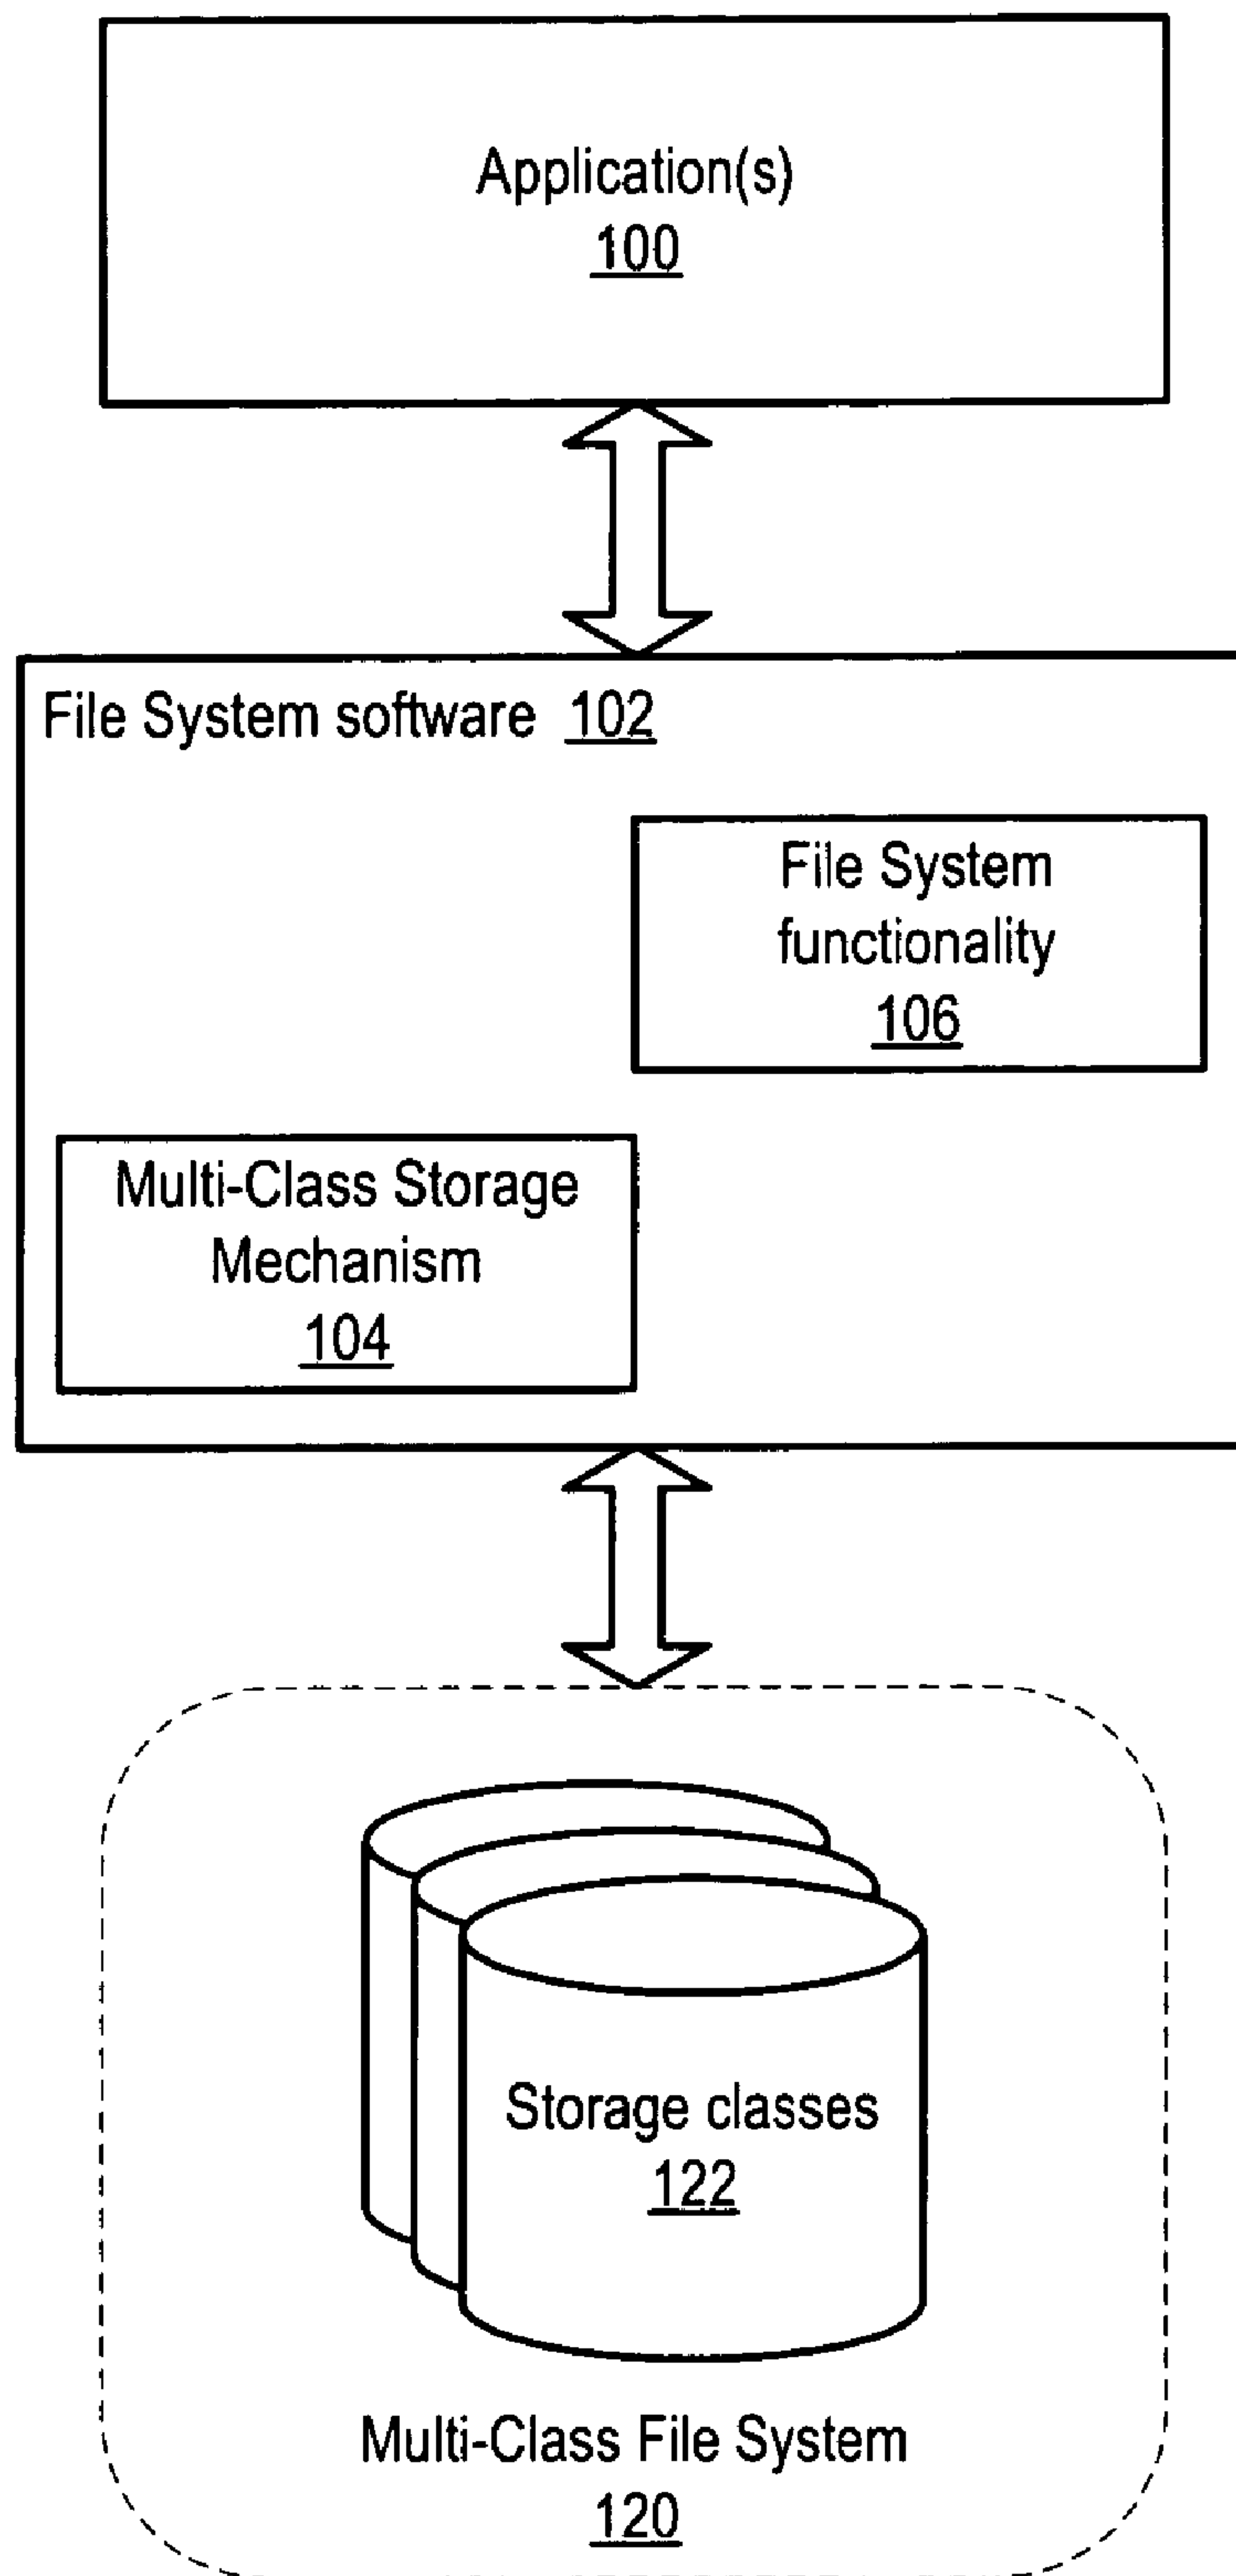 Application(s)
100
File System software 102
File System
functionality
106
Multi-Class Storage
Mechanism
104
Storage classes
122
Multi-Class File System
120